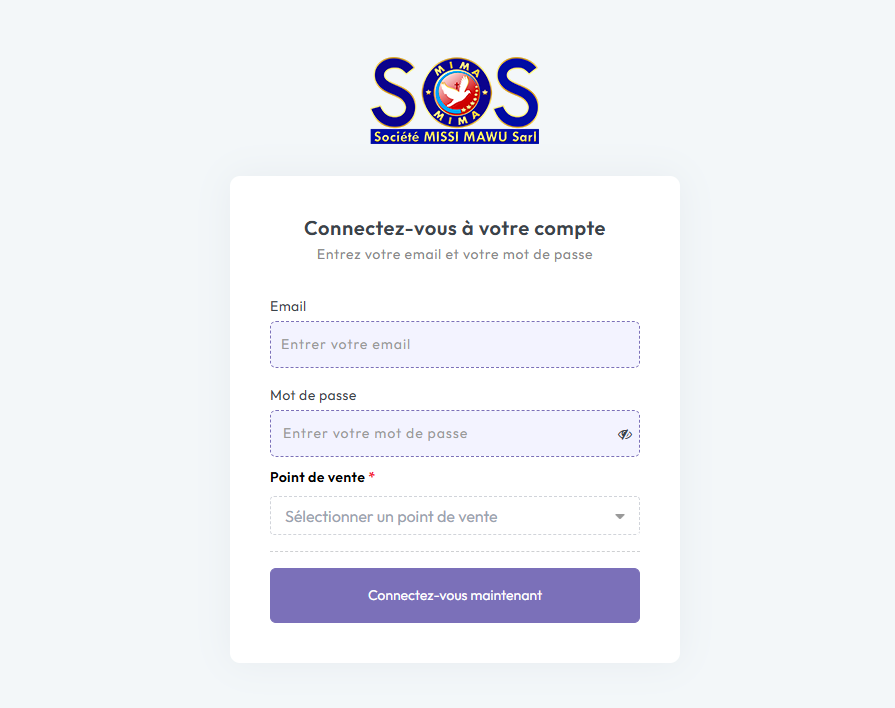 SOS
MIMA
MIMA
Société MISSI MAWU Sarl
Connectez-vous à votre compte
Entrez votre email et votre mot de passe
Email
Entrer votre email
Mot de passe
Entrer votre mot de passe
Point de vente *
Sélectionner un point de vente
Connectez-vous maintenant